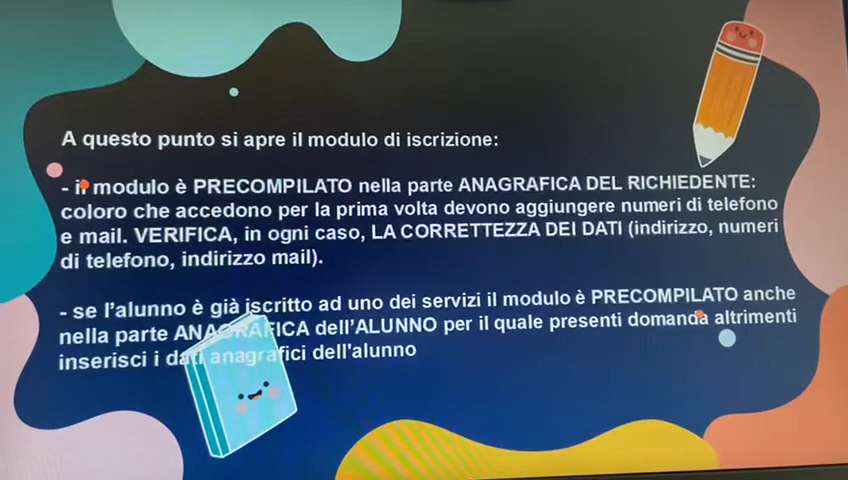 A questo punto si apre il modulo di iscrizione:
- il modulo è PRECOMPILATO nella parte ANAGRAFICA DEL RICHIEDENTE:
coloro che accedono per la prima volta devono aggiungere numeri di telefono
e mail. VERIFICA, in ogni caso, LA CORRETTEZZA DEI DATI (indirizzo, numeri
di telefono, indirizzo mail).
- se l'alunno è già iscritto ad uno dei servizi il modulo è PRECOMPILATO anche
nella parte ANAGRAFICA dell'ALUNNO per il quale presenti domanda altrimenti
inserisci i dati anagrafici dell'alunno